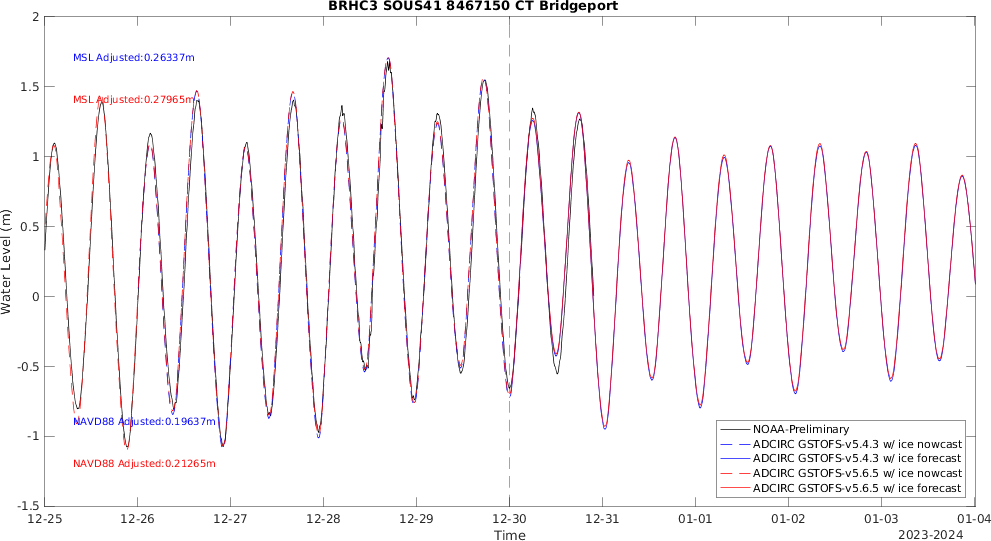 BRHC3 SOUS41 8467150 CT Bridgeport
2
MSL Adjusted:0.26337m
1.5
MSL Adjusted:0.27965m
1
0.5
Water Level (m)
0
-0.5
NAVD88 Adjusted:0.19637m
-1
NAVD88 Adjusted:0.21265m
-1.5
NOAA-Preliminary
ADCIRC GSTOFS-v5.4.3 w/ ice nowcast
ADCIRC GSTOFS-v5.4.3 w/ ice forecast
ADCIRC GSTOFS-v5.6.5 w/ ice nowcast
ADCIRC GSTOFS-v5.6.5 w/ ice forecast
12-25 12-26 12-27 12-28 12-29 12-30 12-31 01-01 01-02 01-03 01-04
Time
2023-2024